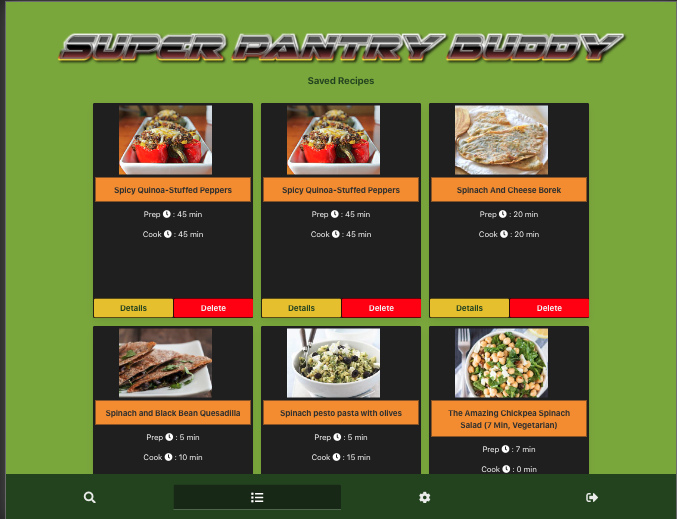 SUPER PANTRY BUDDY
Saved Recipes
Spicy Quinoa-Stuffed Peppers
Prep : 45 min
Cook : 45 min
Details
Delete
Spicy Quinoa-Stuffed Peppers
Prep : 45 min
Cook : 45 min
Details
Delete
Spinach And Cheese Borek
Prep : 20 min
Cook : 20 min
Details
Delete
Spinach and Black Bean Quesadilla
Prep : 5 min
Cook : 10 min
Spinach pesto pasta with olives
Prep : 5 min
Cook : 15 min
The Amazing Chickpea Spinach
Salad (7 Min, Vegetarian)
Prep : 7 min
Cook : 0 min